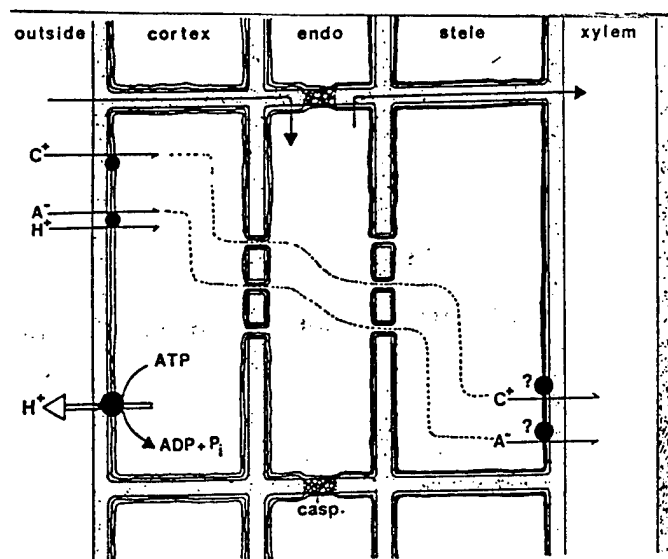 outside cortex endo stele xylem
C⁺
A⁻
H⁺
ATP
H⁺
ADP + Pᵢ
? C⁺
? A⁻
casp.